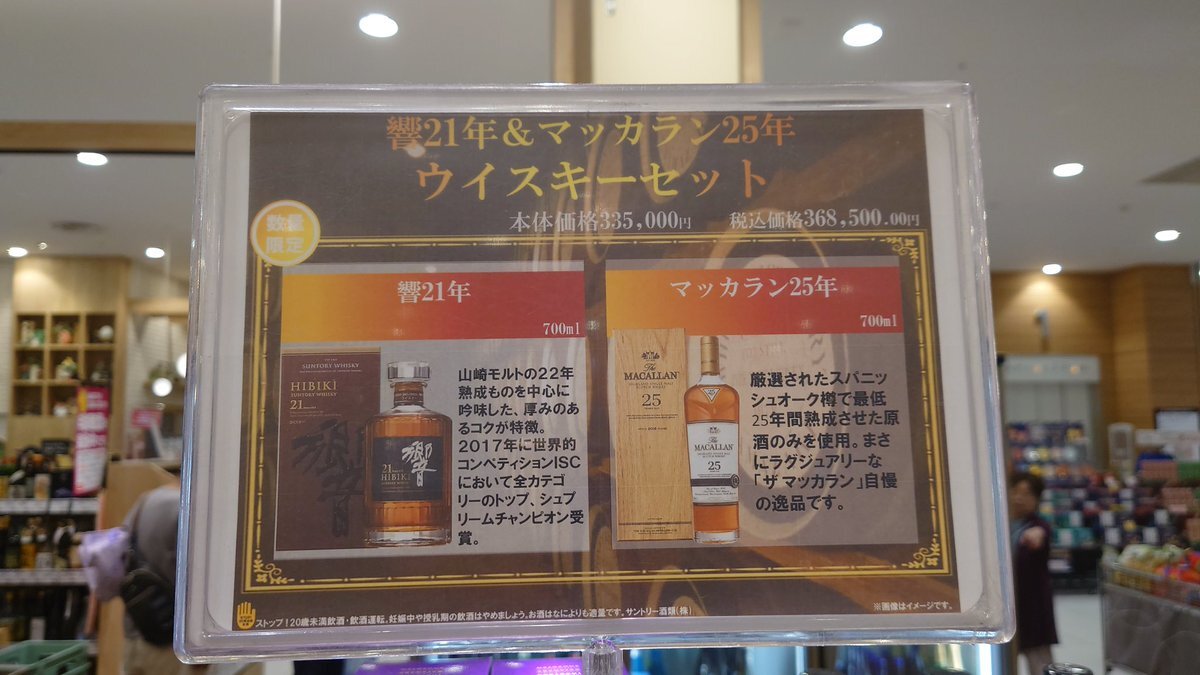 響21年&マッカラン25年
ウイスキーセット
本体価格335,000円 税込価格368,500.00円
数量
限定
響21年
700ml
SUNTORY WHISKY
HIBIKI
SUNTORY WHISKY
21
響
21
HIBIKI
山崎モルトの22年
熟成ものを中心に
吟味した、厚みのあ
るコクが特徴。
2017年に世界的
コンペティションISC
において全カテゴ
リーのトップ、シュプ
リームチャンピオン受
賞。
マッカラン25年
700ml
The
MACALLAN
25
The
MACALLAN
25
厳選されたスパニッ
シュオーク樽で最低
25年間熟成させた原
酒のみを使用。まさ
にラグジュアリーな
「ザ マッカラン」自慢
の逸品です。
※画像はイメージです。
ストップ!20歳未満飲酒・飲酒運転。妊娠中や授乳期の飲酒はやめましょう。お酒はなによりも適量です。サントリー酒類(株)